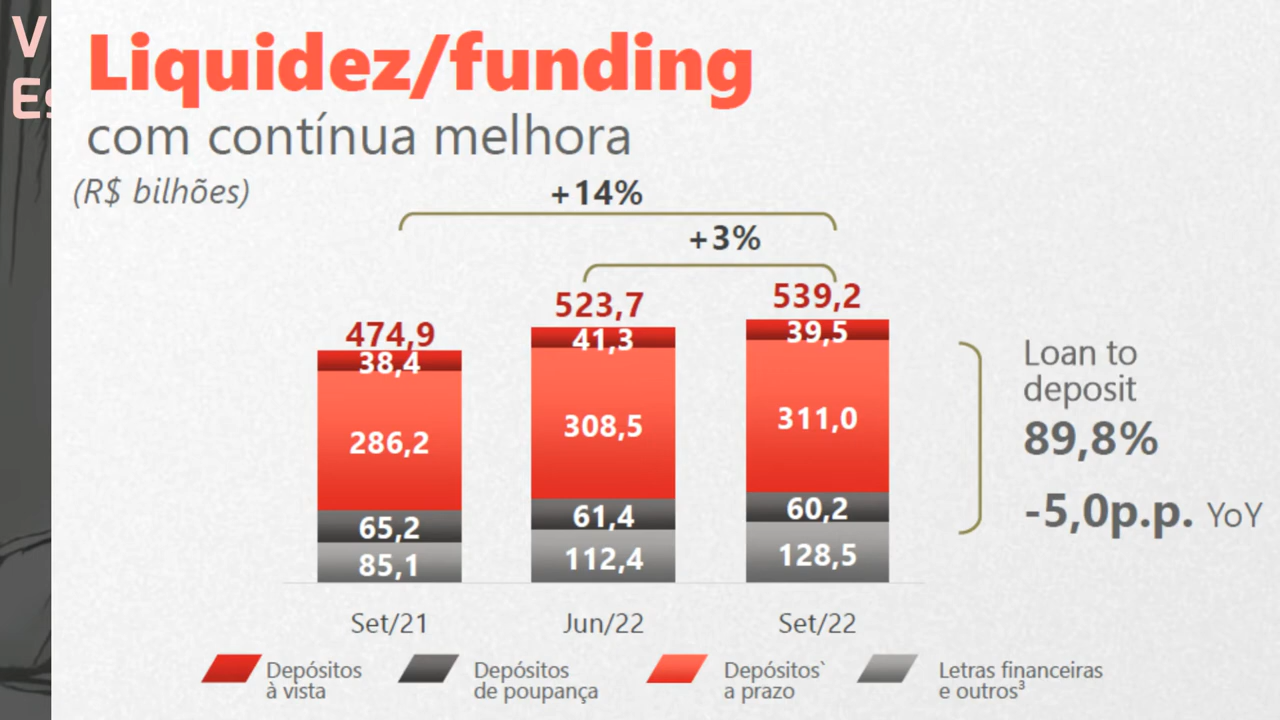 V
Es
Liquidez/funding
com contínua melhora
(R$ bilhões)
+14%
+3%
474,9
523,7
539,2
38,4
41,3
39,5
286,2
308,5
311,0
65,2
61,4
60,2
85,1
112,4
128,5
Set/21
Jun/22
Set/22
Loan to
deposit
89,8%
-5,0p.p. YoY
Depósitos
à vista
Depósitos
de poupança
Depósitos`
a prazo
Letras financeiras
e outros³